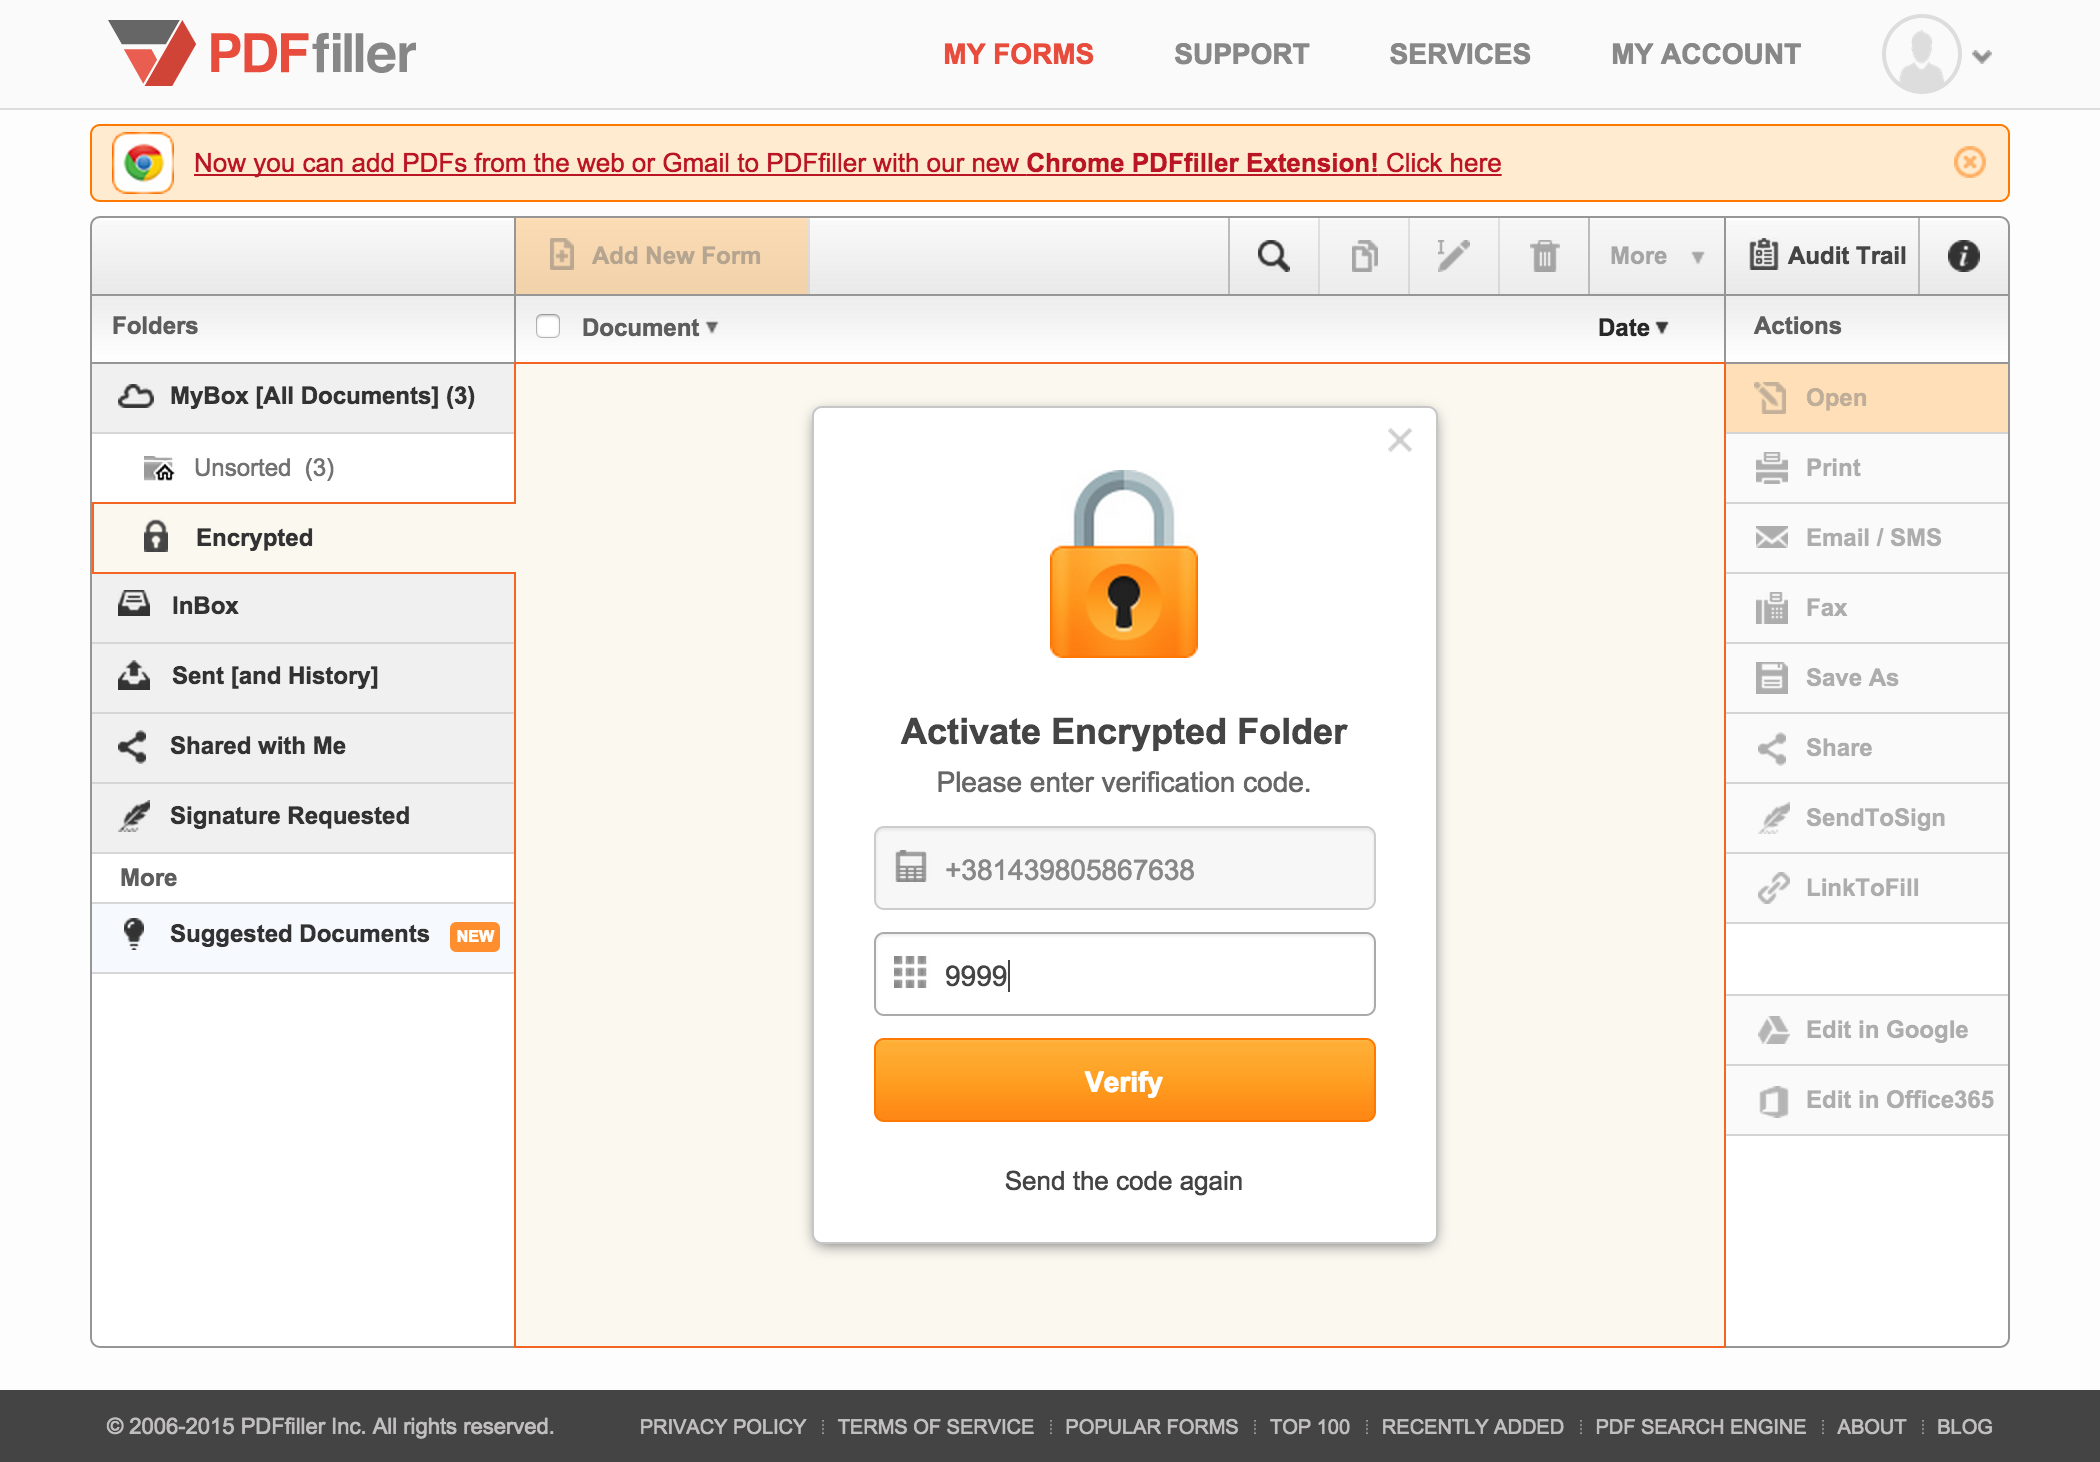 PDFfiller
MY FORMS
SUPPORT
SERVICES
MY ACCOUNT
Now you can add PDFs from the web or Gmail to PDFfiller with our new Chrome PDFfiller Extension! Click here
Add New Form
More ▼
Audit Trail
Folders
Document ▼
Date ▼
Actions
MyBox [All Documents] (3)
Unsorted (3)
Encrypted
InBox
Sent [and History]
Shared with Me
Signature Requested
More
Suggested Documents NEW
Activate Encrypted Folder
Please enter verification code.
+381439805867638
9999
Verify
Send the code again
Open
Print
Email / SMS
Fax
Save As
Share
SendToSign
LinkToFill
Edit in Google
Edit in Office365
© 2006-2015 PDFfiller Inc. All rights reserved.
PRIVACY POLICY
TERMS OF SERVICE
POPULAR FORMS
TOP 100
RECENTLY ADDED
PDF SEARCH ENGINE
ABOUT
BLOG